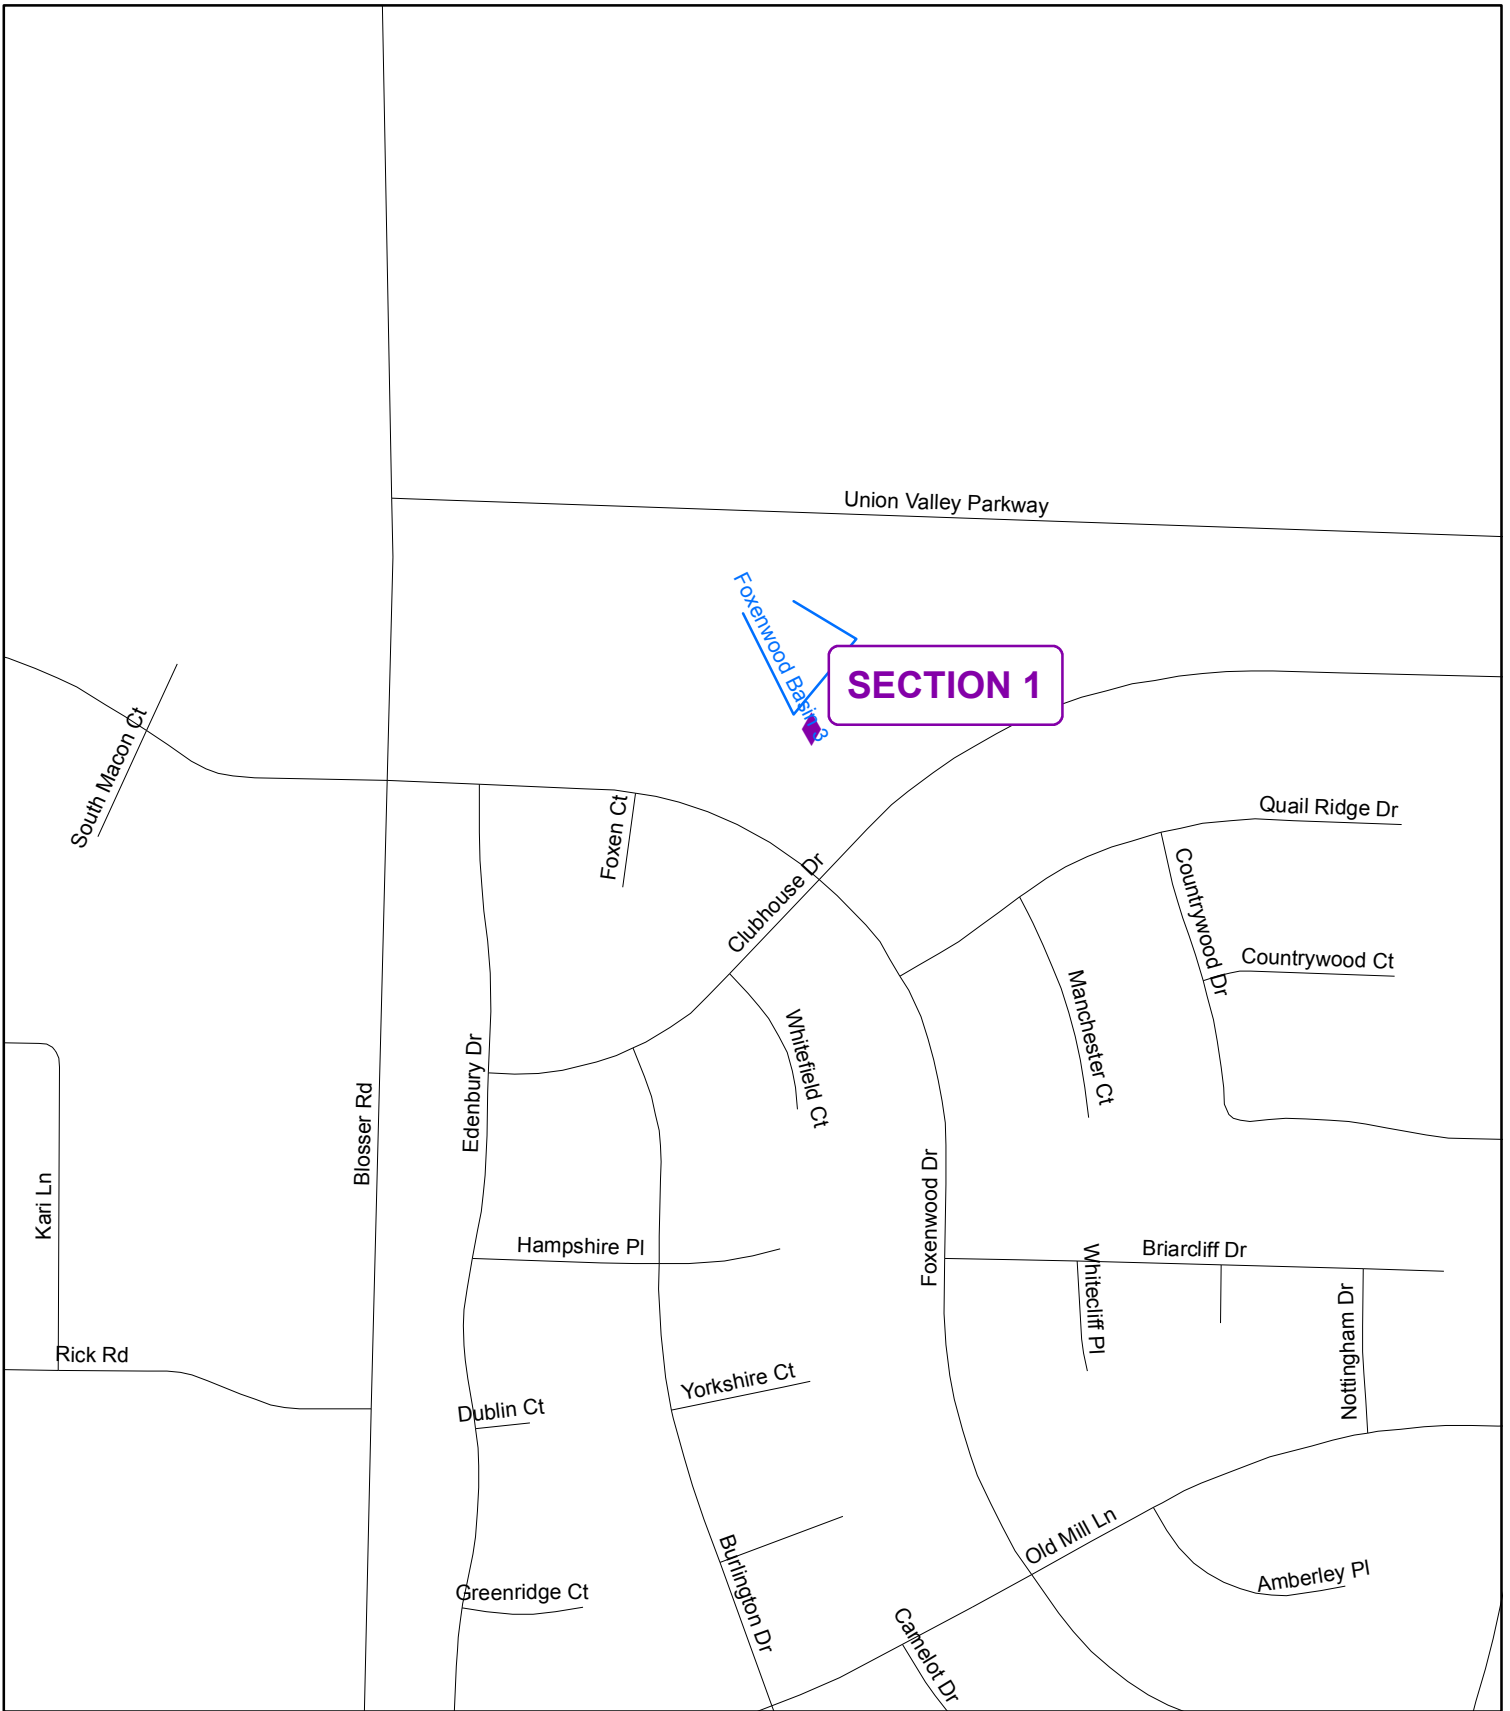 Union Valley Parkway
Foxenwood Basin 3
SECTION 1
South Macon Ct
Foxen Ct
Quail Ridge Dr
Clubhouse Dr
Countrywood Dr
Countrywood Ct
Manchester Ct
Whitefield Ct
Edenbury Dr
Blosser Rd
Kari Ln
Foxenwood Dr
Hampshire Pl
Briarcliff Dr
Whitecliff Pl
Nottingham Dr
Rick Rd
Yorkshire Ct
Dublin Ct
Old Mill Ln
Burlington Dr
Amberley Pl
Greenridge Ct
Camelot Dr